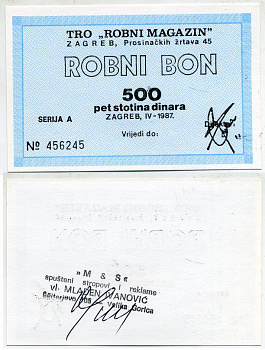 TRO „ROBNI MAGAZIN”
ZAGREB, Prosinačkih žrtava 45
ROBNI BON
500
pet stotina dinara
ZAGREB, IV-1987.
SERIJA A
Vrijedi do:
Nº 456245
„M & S“
spušteni stropovi i reklame
vl. MLADEN IVANOVIĆ
Velika Gorica